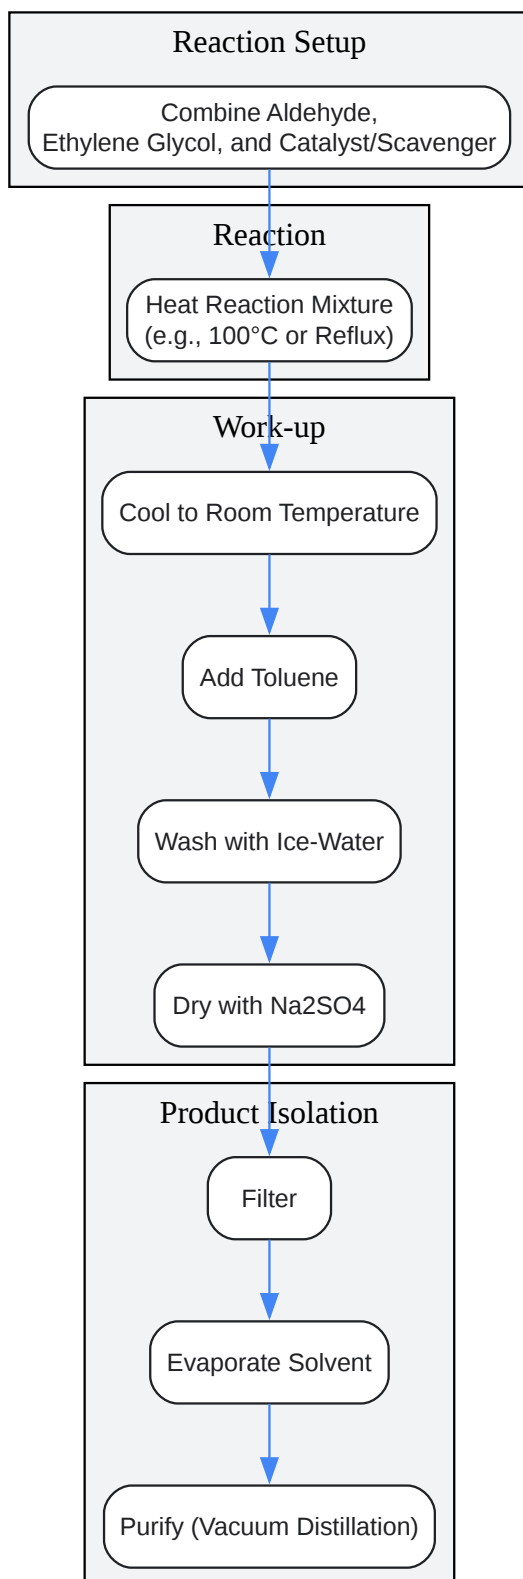 Reaction Setup
Combine Aldehyde,
Ethylene Glycol, and Catalyst/Scavenger
Reaction
Heat Reaction Mixture
(e.g., 100°C or Reflux)
Work-up
Cool to Room Temperature
Add Toluene
Wash with Ice-Water
Dry with Na2SO4
Product Isolation
Filter
Evaporate Solvent
Purify (Vacuum Distillation)